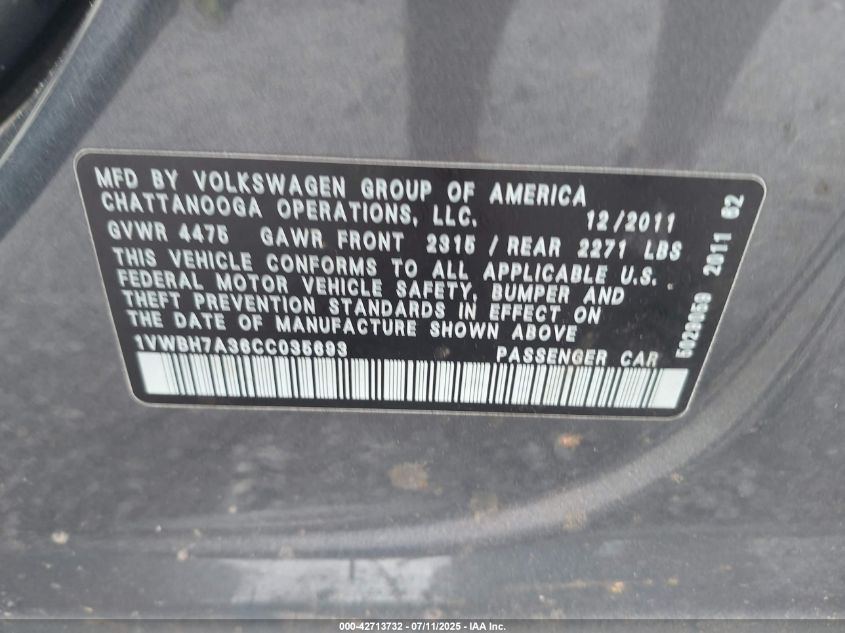 MFD BY VOLKSWAGEN GROUP OF AMERICA
CHATTANOOGA OPERATIONS, LLC. 12/2011
GVWR 4475 GAWR FRONT 2315 / REAR 2271 LBS
THIS VEHICLE CONFORMS TO ALL APPLICABLE U.S.
FEDERAL MOTOR VEHICLE SAFETY, BUMPER AND
THEFT PREVENTION STANDARDS IN EFFECT ON
THE DATE OF MANUFACTURE SHOWN ABOVE
1VWBH7A36CC035693 PASSENGER CAR
5029059 2011 62
000-42713732 - 07/11/2025 - IAA Inc.